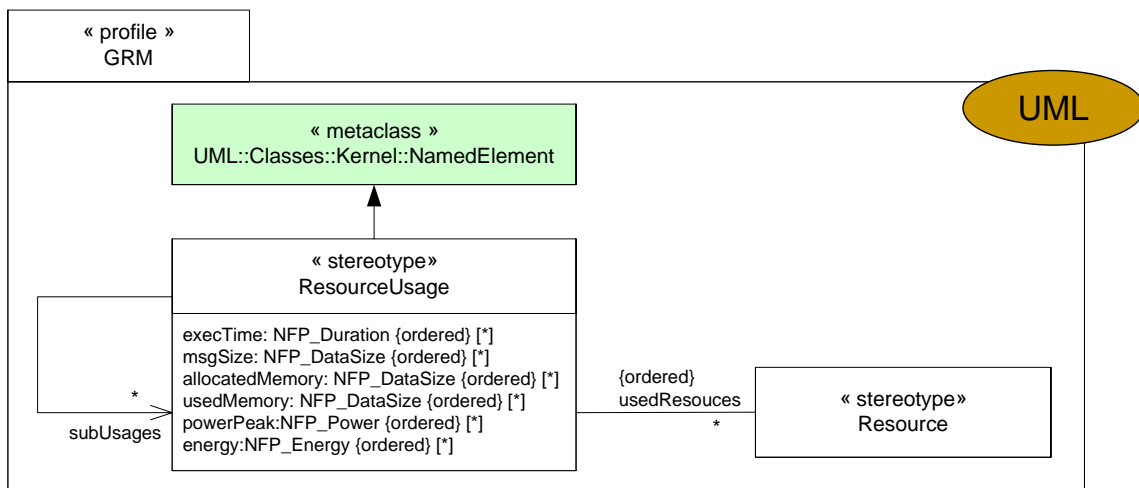 « profile »
GRM
UML
« metaclass »
UML::Classes::Kernel::NamedElement
« stereotype»
ResourceUsage
execTime: NFP_Duration {ordered} [*]
msgSize: NFP_DataSize {ordered} [*]
allocatedMemory: NFP_DataSize {ordered} [*]
usedMemory: NFP_DataSize {ordered} [*]
powerPeak:NFP_Power {ordered} [*]
energy:NFP_Energy {ordered} [*]
*
subUsages
{ordered}
usedResouces
*
« stereotype»
Resource